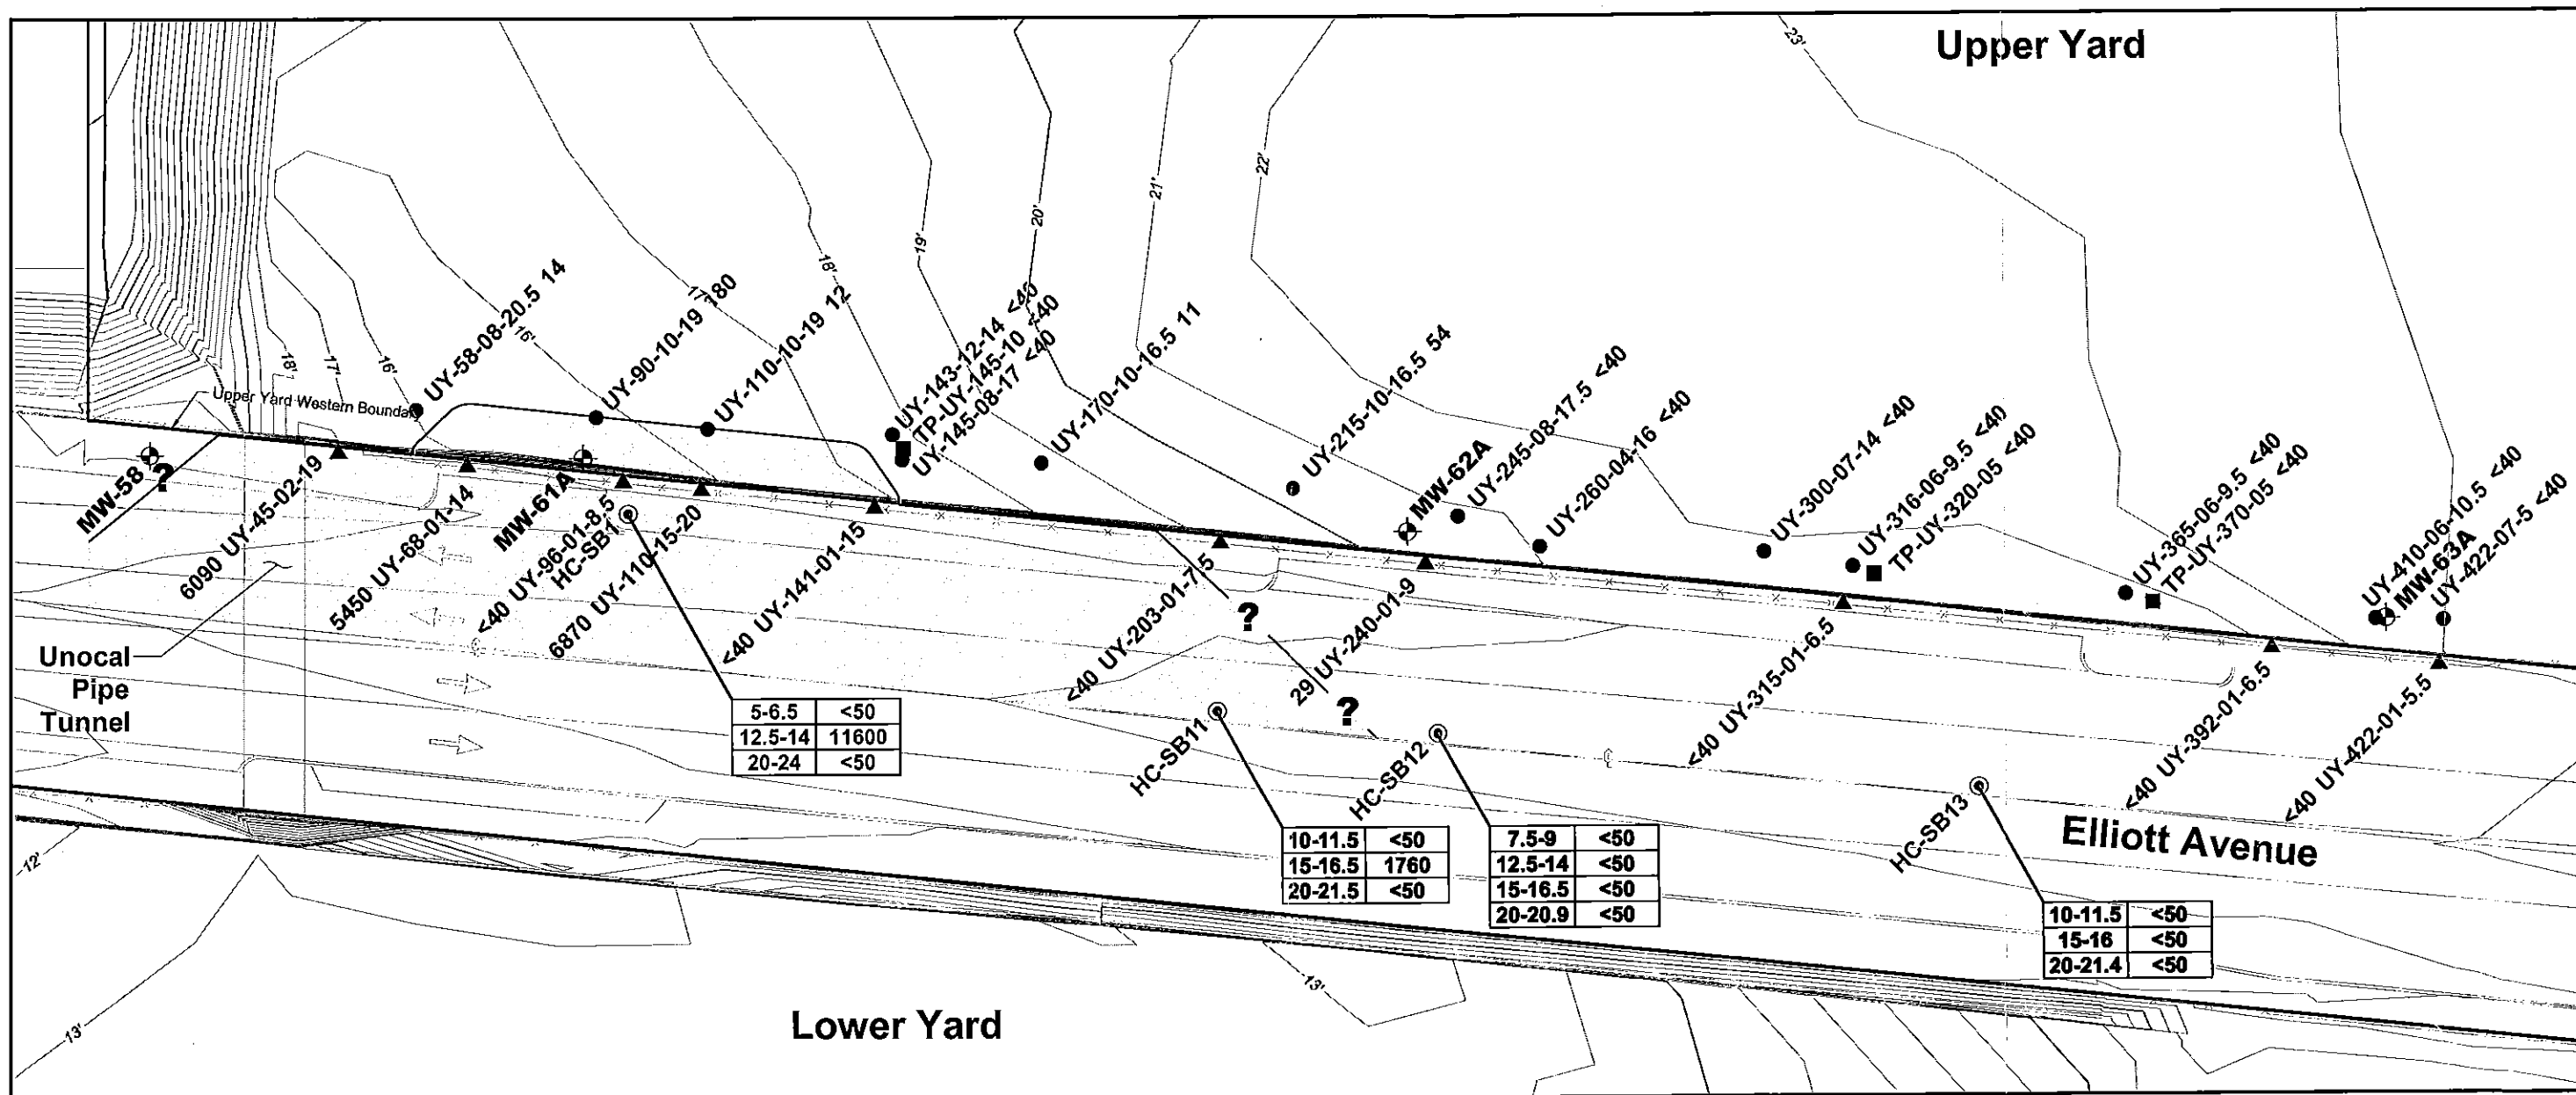 Upper Yard
23'
22'
21'
20'
19'
18'
17'
16'
16'
18'
17'
16'
Upper Yard Western Bounda
UY-58-08-20.5 14
UY-90-10-19 180
UY-110-10-19 12
UY-143-12-14 <40
TP-UY-145-10 <40
UY-145-08-17 <40
UY-170-10-16.5 11
UY-215-10-16.5 54
MW-62A
UY-245-08-17.5 <40
UY-260-04-16 <40
UY-300-07-14 <40
UY-316-06-9.5 <40
TP-UY-320-05 <40
UY-365-06-9.5 <40
TP-UY-370-05 <40
UY-410-06-10.5 <40
MW-63A
UY-422-07-5 <40
MW-58
?
6090 UY-45-02-19
5450 UY-68-01-14
MW-61A
<40 UY-96-01-8.5
HC-SB1
6870 UY-110-15-20
<40 UY-141-01-15
<40 UY-203-01-7.5
?
29 UY-240-01-9
?
<40 UY-315-01-6.5
<40 UY-392-01-6.5
<40 UY-422-01-5.5
Unocal
Pipe
Tunnel
5-6.5 <50
12.5-14 11600
20-24 <50
HC-SB11
10-11.5 <50
15-16.5 1760
20-21.5 <50
HC-SB12
7.5-9 <50
12.5-14 <50
15-16.5 <50
20-20.9 <50
HC-SB13
10-11.5 <50
15-16 <50
20-21.4 <50
Elliott Avenue
12'
13'
13'
Lower Yard